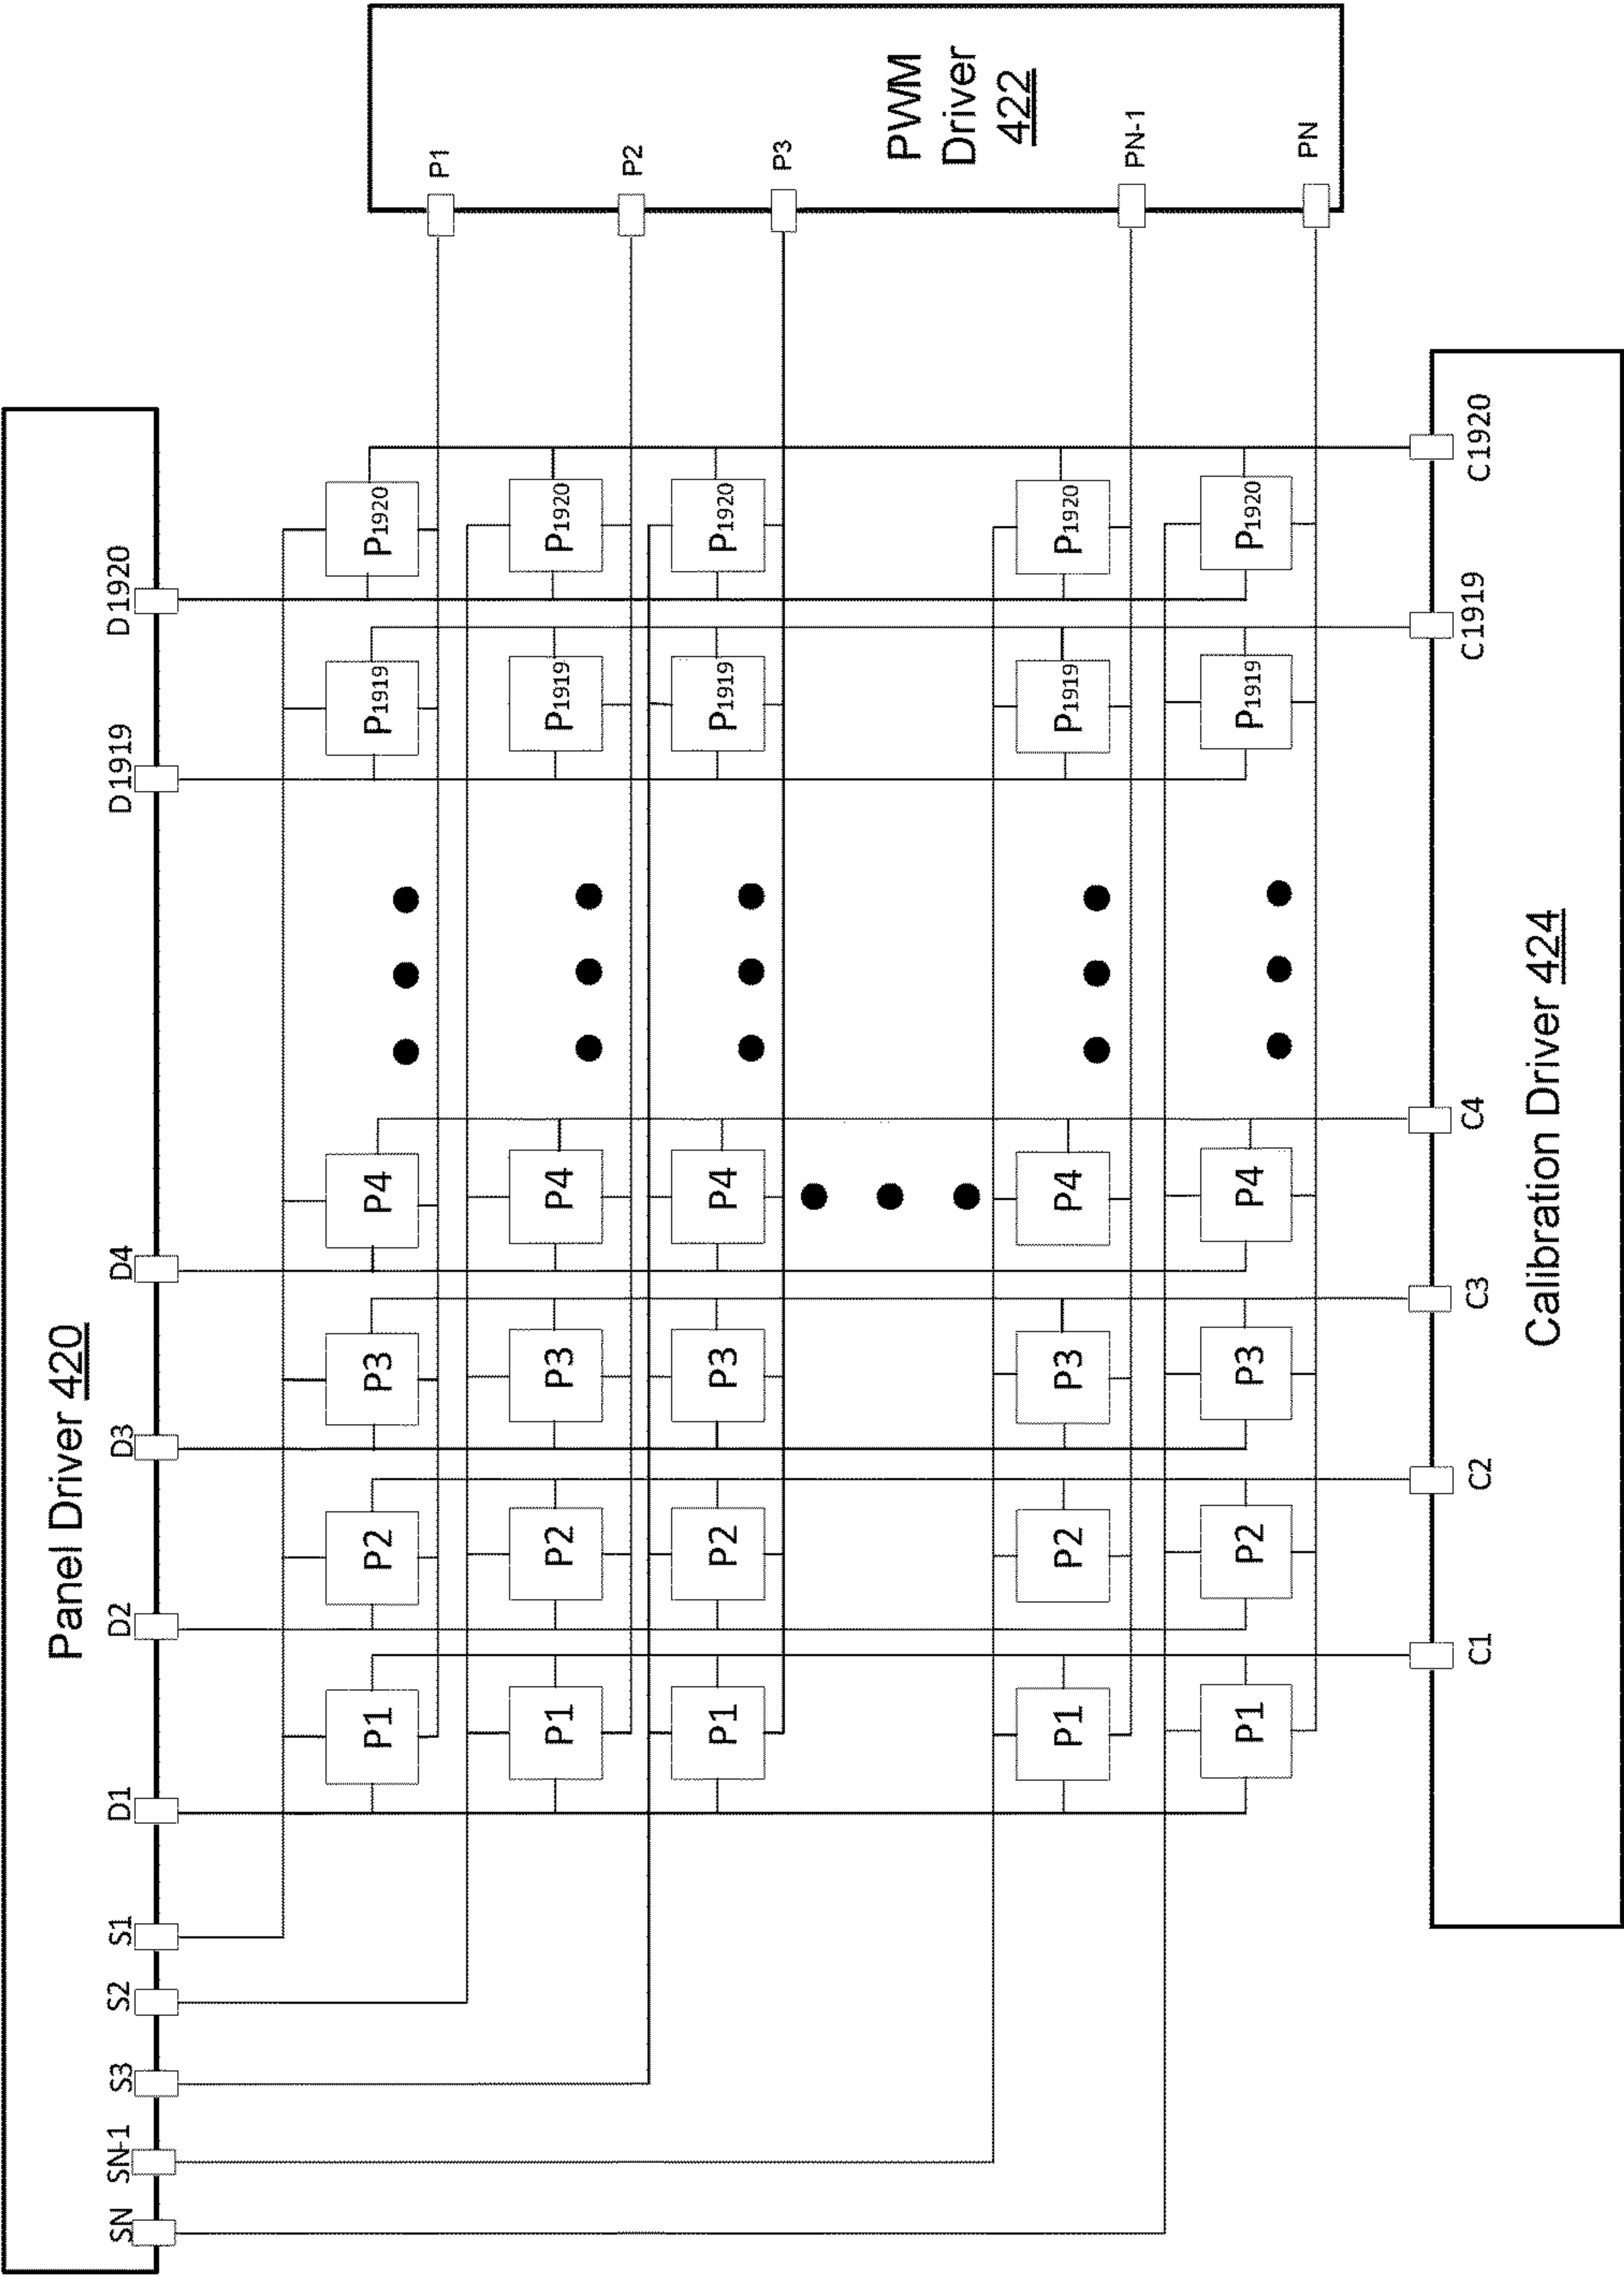 Panel Driver 420
SN
SN-1
S3
S2
S1
D1
D2
D3
D4
D1919
D1920
P1
P2
P3
P4
P1919
P1920
P1
P2
P3
P4
P1919
P1920
P1
P2
P3
P4
P1919
P1920
P1
P2
P3
P4
P1919
P1920
P1
P2
P3
P4
P1919
P1920
PWM
Driver
422
P1
P2
P3
PN-1
PN
C1
C2
C3
C4
C1919
C1920
Calibration Driver 424